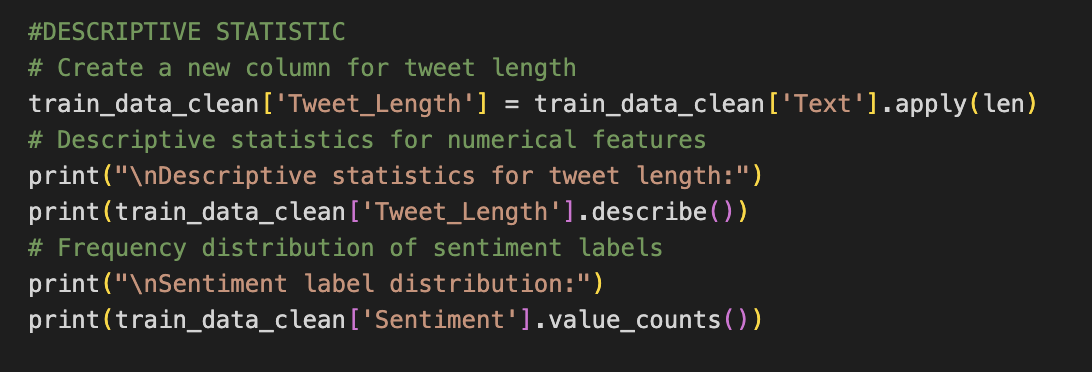 #DESCRIPTIVE STATISTIC
# Create a new column for tweet length
train_data_clean['Tweet_Length'] = train_data_clean['Text'].apply(len)
# Descriptive statistics for numerical features
print("\nDescriptive statistics for tweet length:")
print(train_data_clean['Tweet_Length'].describe())
# Frequency distribution of sentiment labels
print("\nSentiment label distribution:")
print(train_data_clean['Sentiment'].value_counts())